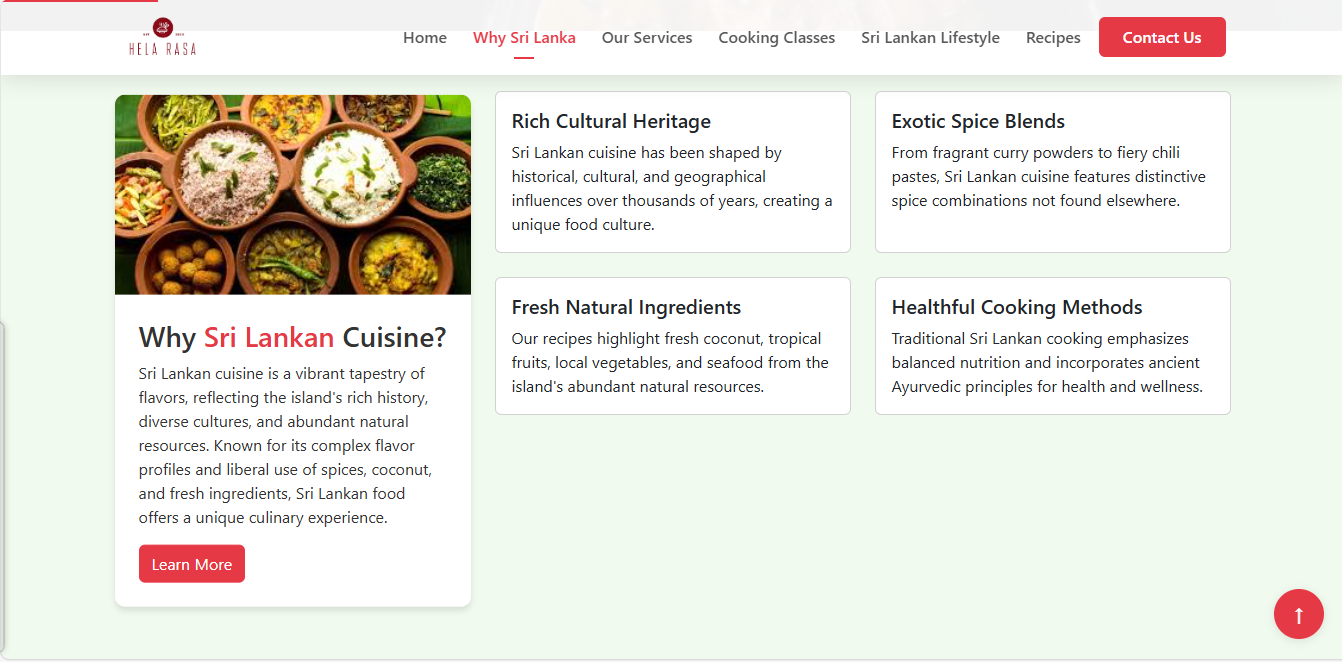 HELA RASA
Home
Why Sri Lanka
Our Services
Cooking Classes
Sri Lankan Lifestyle
Recipes
Contact Us
Why Sri Lankan Cuisine?
Sri Lankan cuisine is a vibrant tapestry of
flavors, reflecting the island's rich history,
diverse cultures, and abundant natural
resources. Known for its complex flavor
profiles and liberal use of spices, coconut,
and fresh ingredients, Sri Lankan food
offers a unique culinary experience.
Learn More
Rich Cultural Heritage
Sri Lankan cuisine has been shaped by
historical, cultural, and geographical
influences over thousands of years, creating a
unique food culture.
Exotic Spice Blends
From fragrant curry powders to fiery chili
pastes, Sri Lankan cuisine features distinctive
spice combinations not found elsewhere.
Fresh Natural Ingredients
Our recipes highlight fresh coconut, tropical
fruits, local vegetables, and seafood from the
island's abundant natural resources.
Healthful Cooking Methods
Traditional Sri Lankan cooking emphasizes
balanced nutrition and incorporates ancient
Ayurvedic principles for health and wellness.